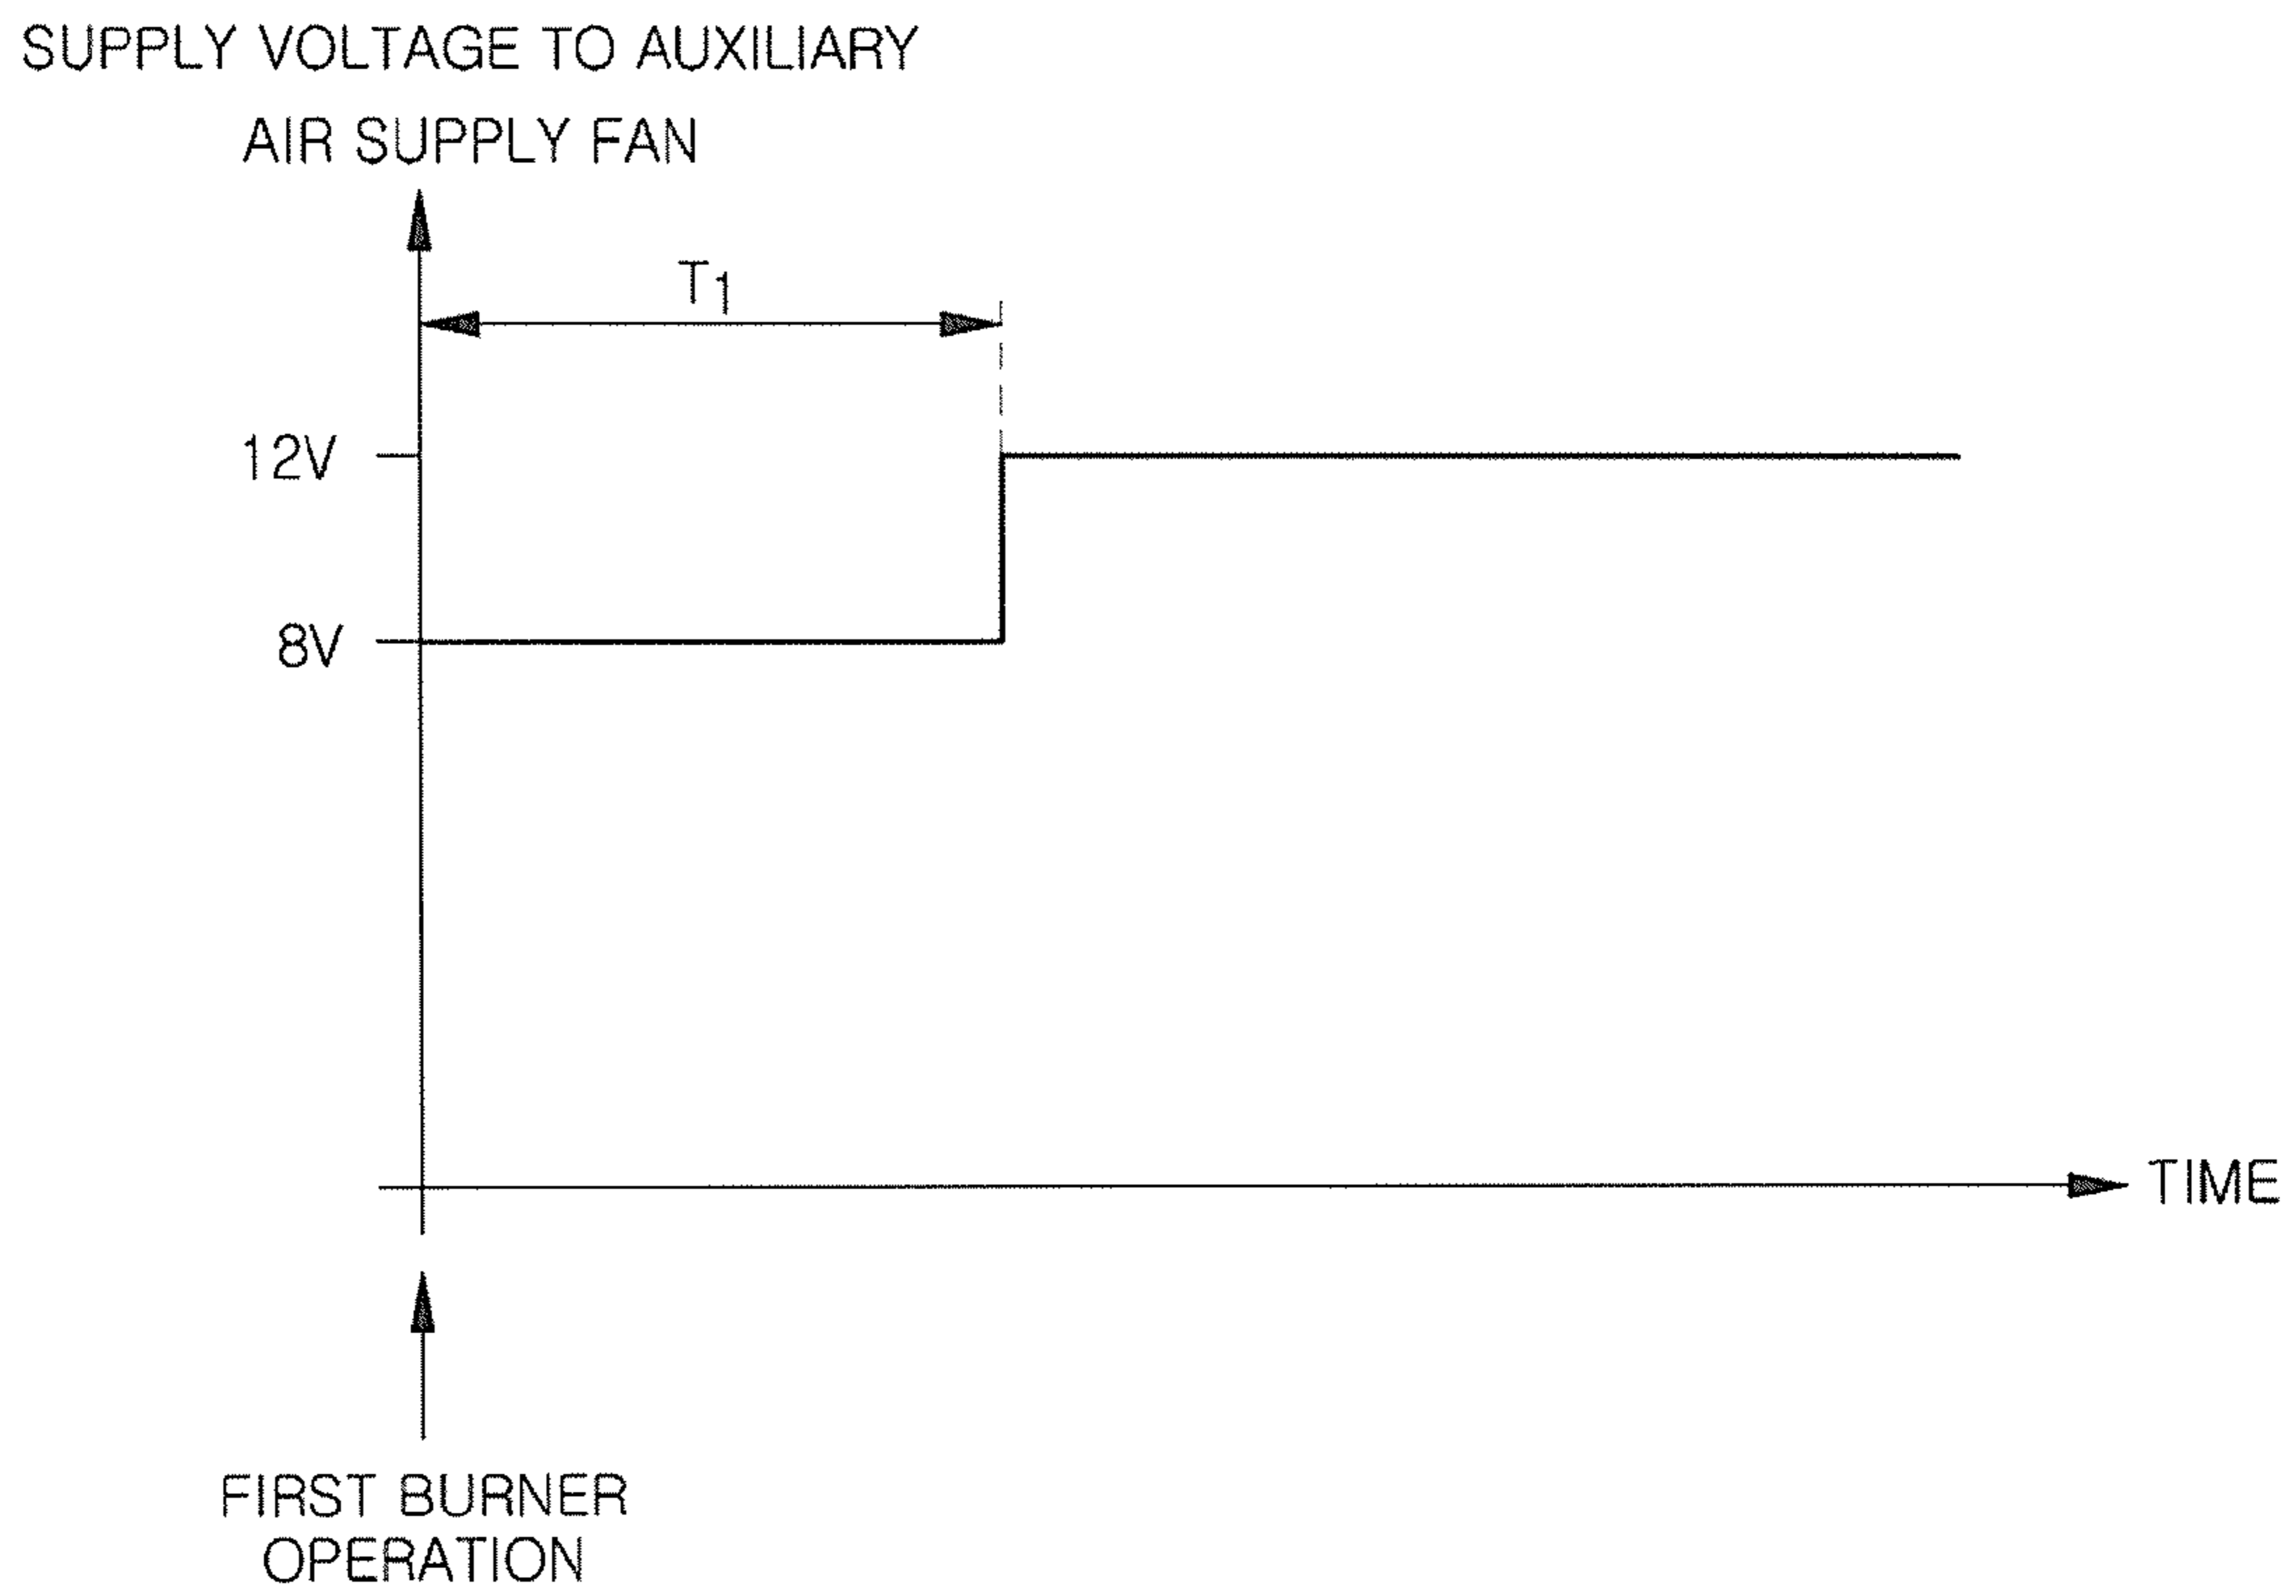 SUPPLY VOLTAGE TO AUXILIARY
AIR SUPPLY FAN
T1
12V
8V
TIME
FIRST BURNER
OPERATION